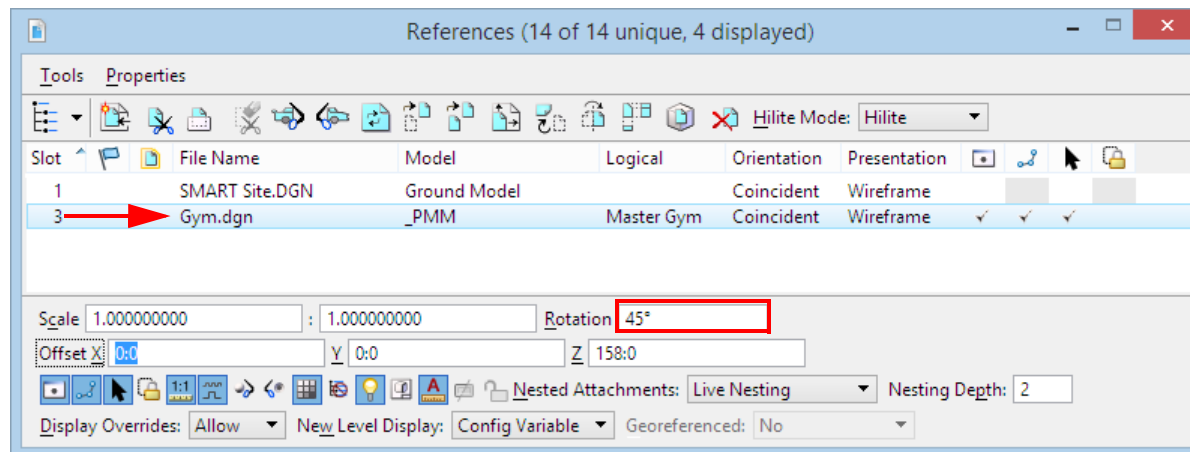 References (14 of 14 unique, 4 displayed)
Tools Properties
Hilite Mode: Hilite
Slot File Name Model Logical Orientation Presentation
1 SMART Site.DGN Ground Model Coincident Wireframe
3 Gym.dgn _PMM Master Gym Coincident Wireframe
Scale 1.000000000 : 1.000000000 Rotation 45°
Offset X 0:0 Y 0:0 Z 158:0
1:1 A Nested Attachments: Live Nesting Nesting Depth: 2
Display Overrides: Allow New Level Display: Config Variable Georeferenced: No